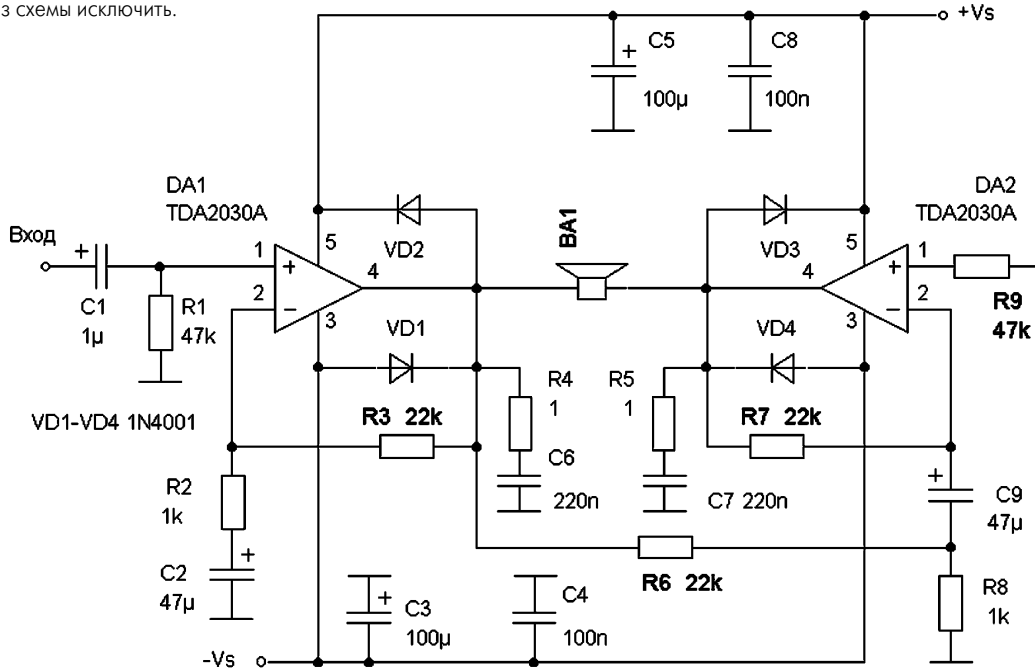 з схемы исключить.
+Vs
C5
100µ
C8
100n
DA1
TDA2030A
DA2
TDA2030A
Вход
+
1
2
+
−
5
4
3
VD2
BA1
VD3
5
4
3
1
2
+
−
R9
47k
C1
1µ
R1
47k
VD1
VD4
VD1-VD4 1N4001
R3 22k
R4
1
R5
1
R7 22k
C6
220n
C7 220n
R2
1k
+
C9
47µ
R6 22k
C2
47µ
+
+
C3
100µ
C4
100n
R8
1k
-Vs
+